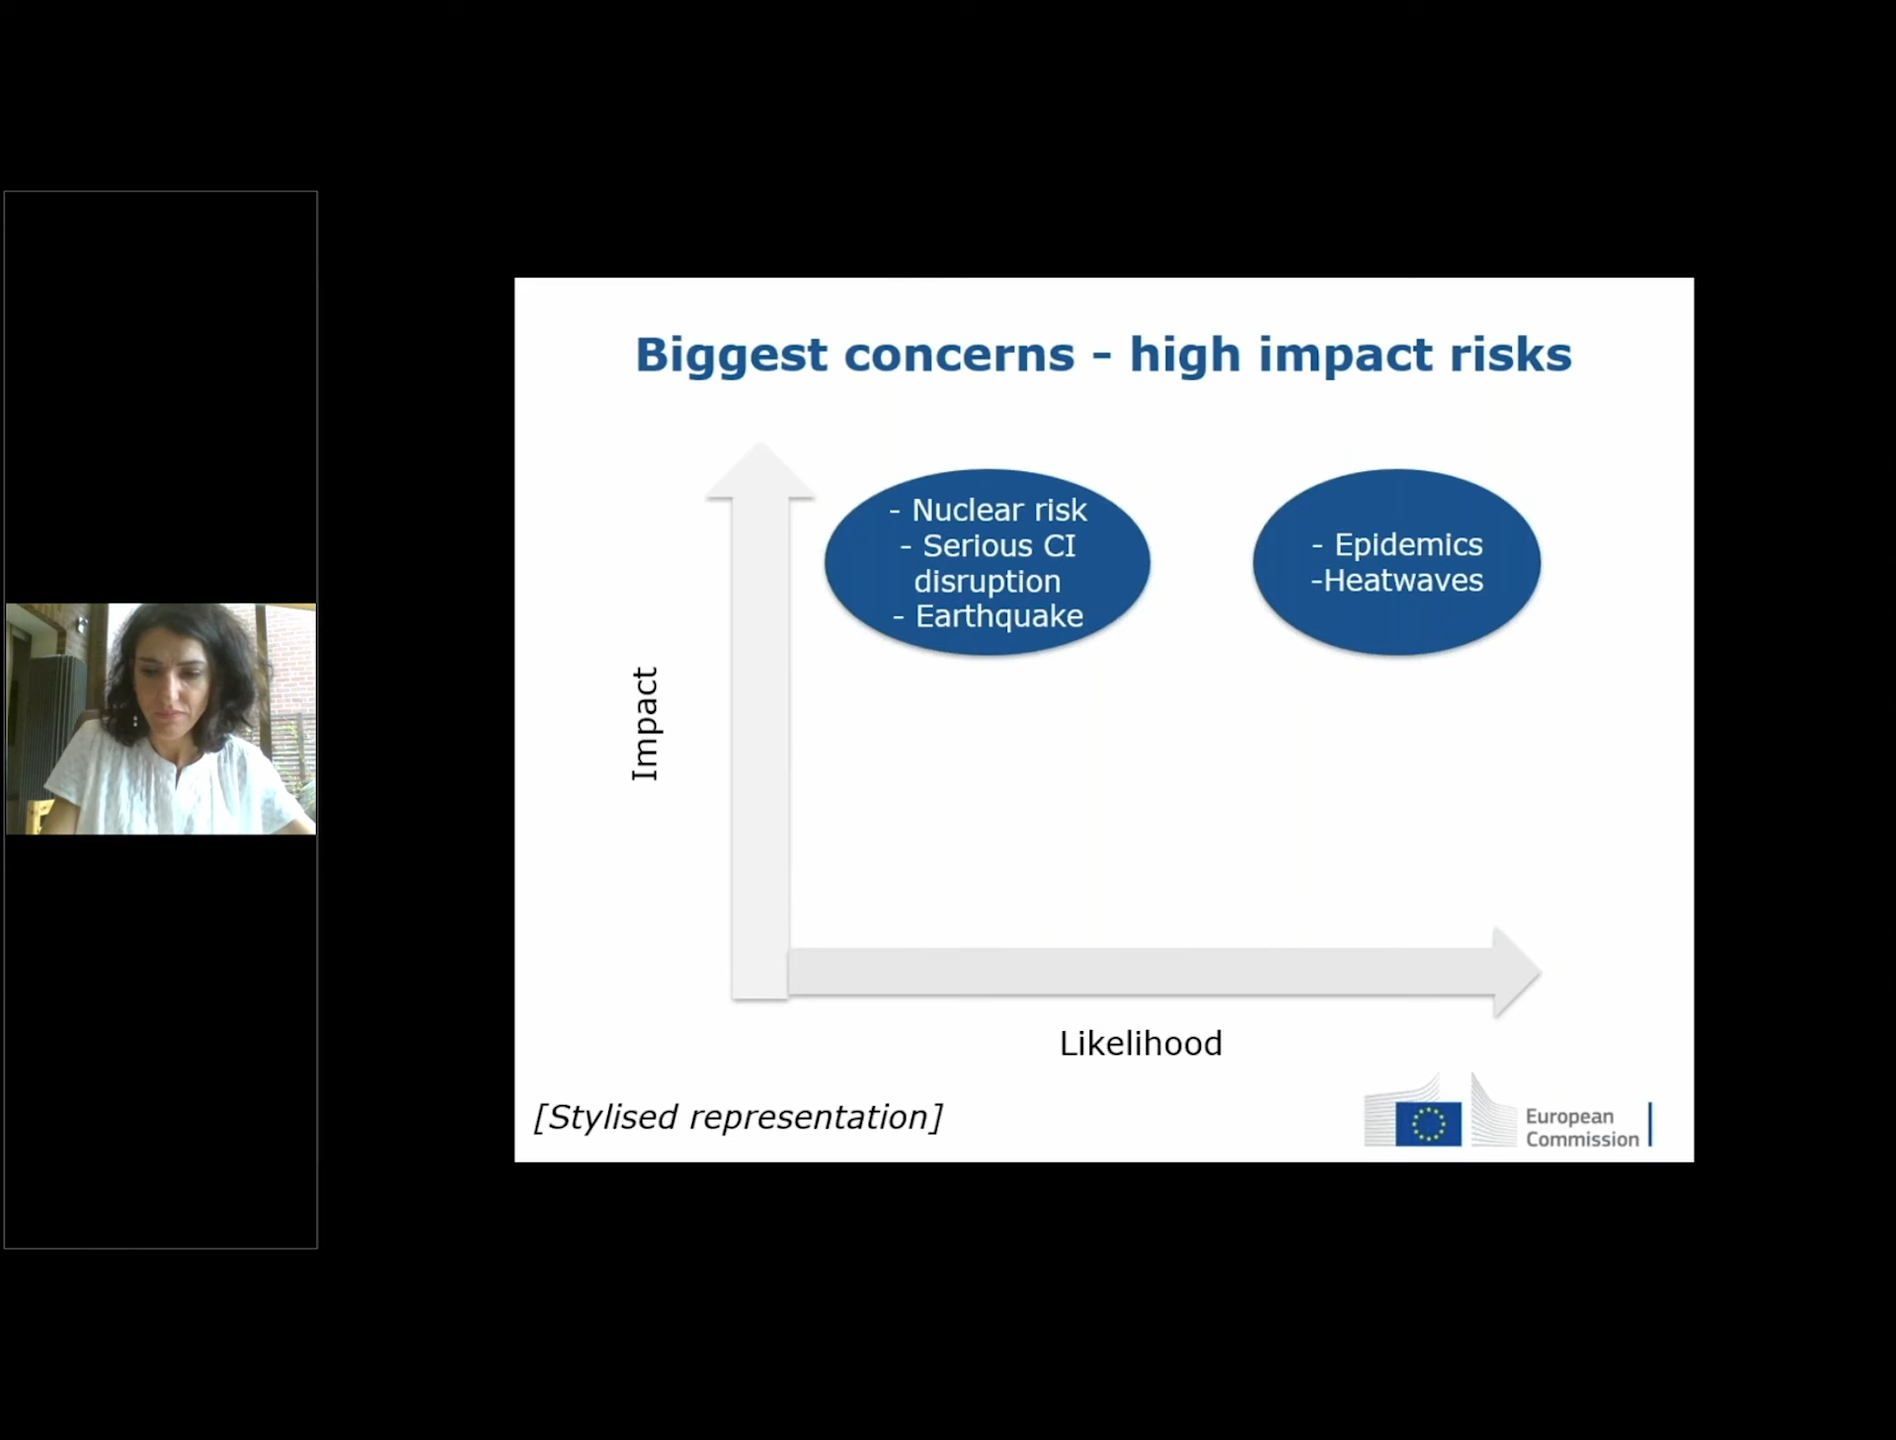 Biggest concerns - high impact risks
- Nuclear risk
- Serious CI
disruption
- Earthquake
- Epidemics
-Heatwaves
Impact
Likelihood
[Stylised representation]
European
Commission